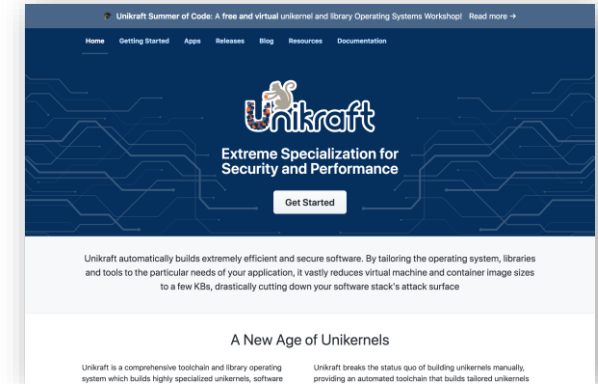 🎓 Unikraft Summer of Code: A free and virtual unikernel and library Operating Systems Workshop! Read more →
Home Getting Started Apps Releases Blog Resources Documentation
Unikraft
Extreme Specialization for
Security and Performance
Get Started
Unikraft automatically builds extremely efficient and secure software. By tailoring the operating system, libraries
and tools to the particular needs of your application, it vastly reduces virtual machine and container image sizes
to a few KBs, drastically cutting down your software stack's attack surface
A New Age of Unikernels
Unikraft is a comprehensive toolchain and library operating
system which builds highly specialized unikernels, software
Unikraft breaks the status quo of building unikernels manually,
providing an automated toolchain that builds tailored unikernels